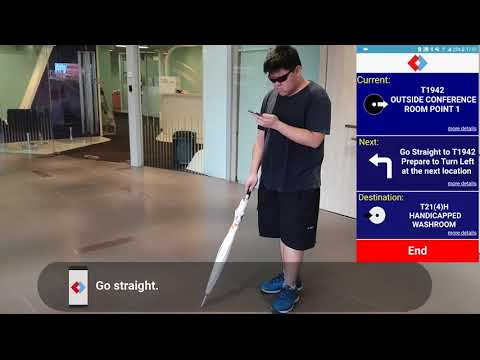 Current:
T1942
OUTSIDE CONFERENCE
ROOM POINT 1
more details
Next:
Go Straight to T1942
Prepare to Turn Left
at the next location
more details
Destination:
T21(4)H
HANDICAPPED
WASHROOM
more details
End
Go straight.